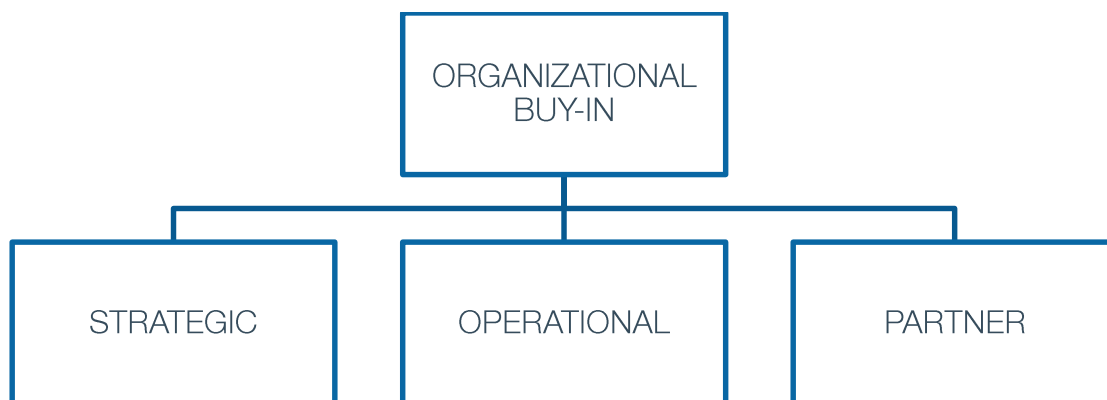 ORGANIZATIONAL
BUY-IN
STRATEGIC
OPERATIONAL
PARTNER